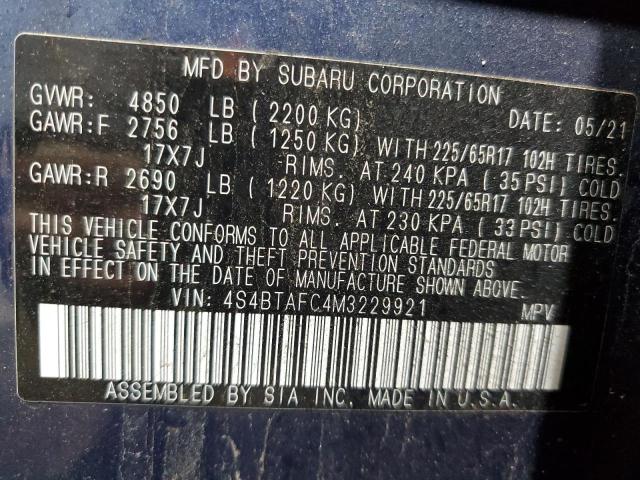 MFD BY SUBARU CORPORATION
GVWR: 4850 LB (2200 KG) DATE: 05/21
GAWR:F 2756 LB (1250 KG) WITH 225/65R17 102H TIRES
17X7J RIMS. AT 240 KPA (35 PSI) COLD
GAWR:R 2690 LB (1220 KG) WITH 225/65R17 102H TIRES.
17X7J RIMS. AT 230 KPA (33 PSI) COLD
THIS VEHICLE CONFORMS TO ALL APPLICABLE FEDERAL MOTOR
VEHICLE SAFETY AND THEFT PREVENTION STANDARDS
IN EFFECT ON THE DATE OF MANUFACTURE SHOWN ABOVE.
VIN: 4S4BTAFC4M3229921 MPV
ASSEMBLED BY SIA INC. MADE IN U.S.A.